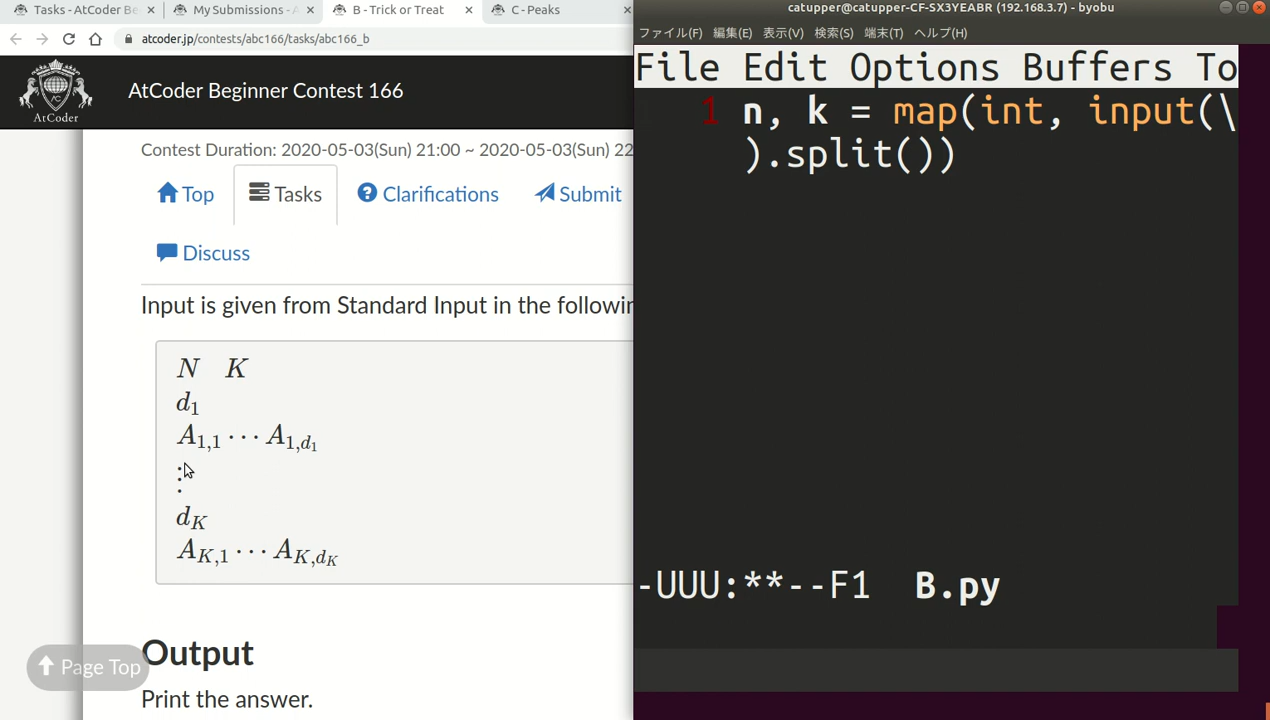 Tasks - AtCoder Be
My Submissions - A
B - Trick or Treat
C - Peaks
atcoder.jp/contests/abc166/tasks/abc166_b
AtCoder
AtCoder Beginner Contest 166
Contest Duration: 2020-05-03(Sun) 21:00 ~ 2020-05-03(Sun) 22
Top
Tasks
Clarifications
Submit
Discuss
Input is given from Standard Input in the followin
N K
d1
A1,1 ⋯ A1,d1
⋮
dK
AK,1 ⋯ AK,dK
Output
Page Top
Print the answer.
catupper@catupper-CF-SX3YEABR (192.168.3.7) - byobu
ファイル(F) 編集(E) 表示(V) 検索(S) 端末(T) ヘルプ(H)
File Edit Options Buffers To
1 n, k = map(int, input(\
).split())
-UUU:**--F1 B.py